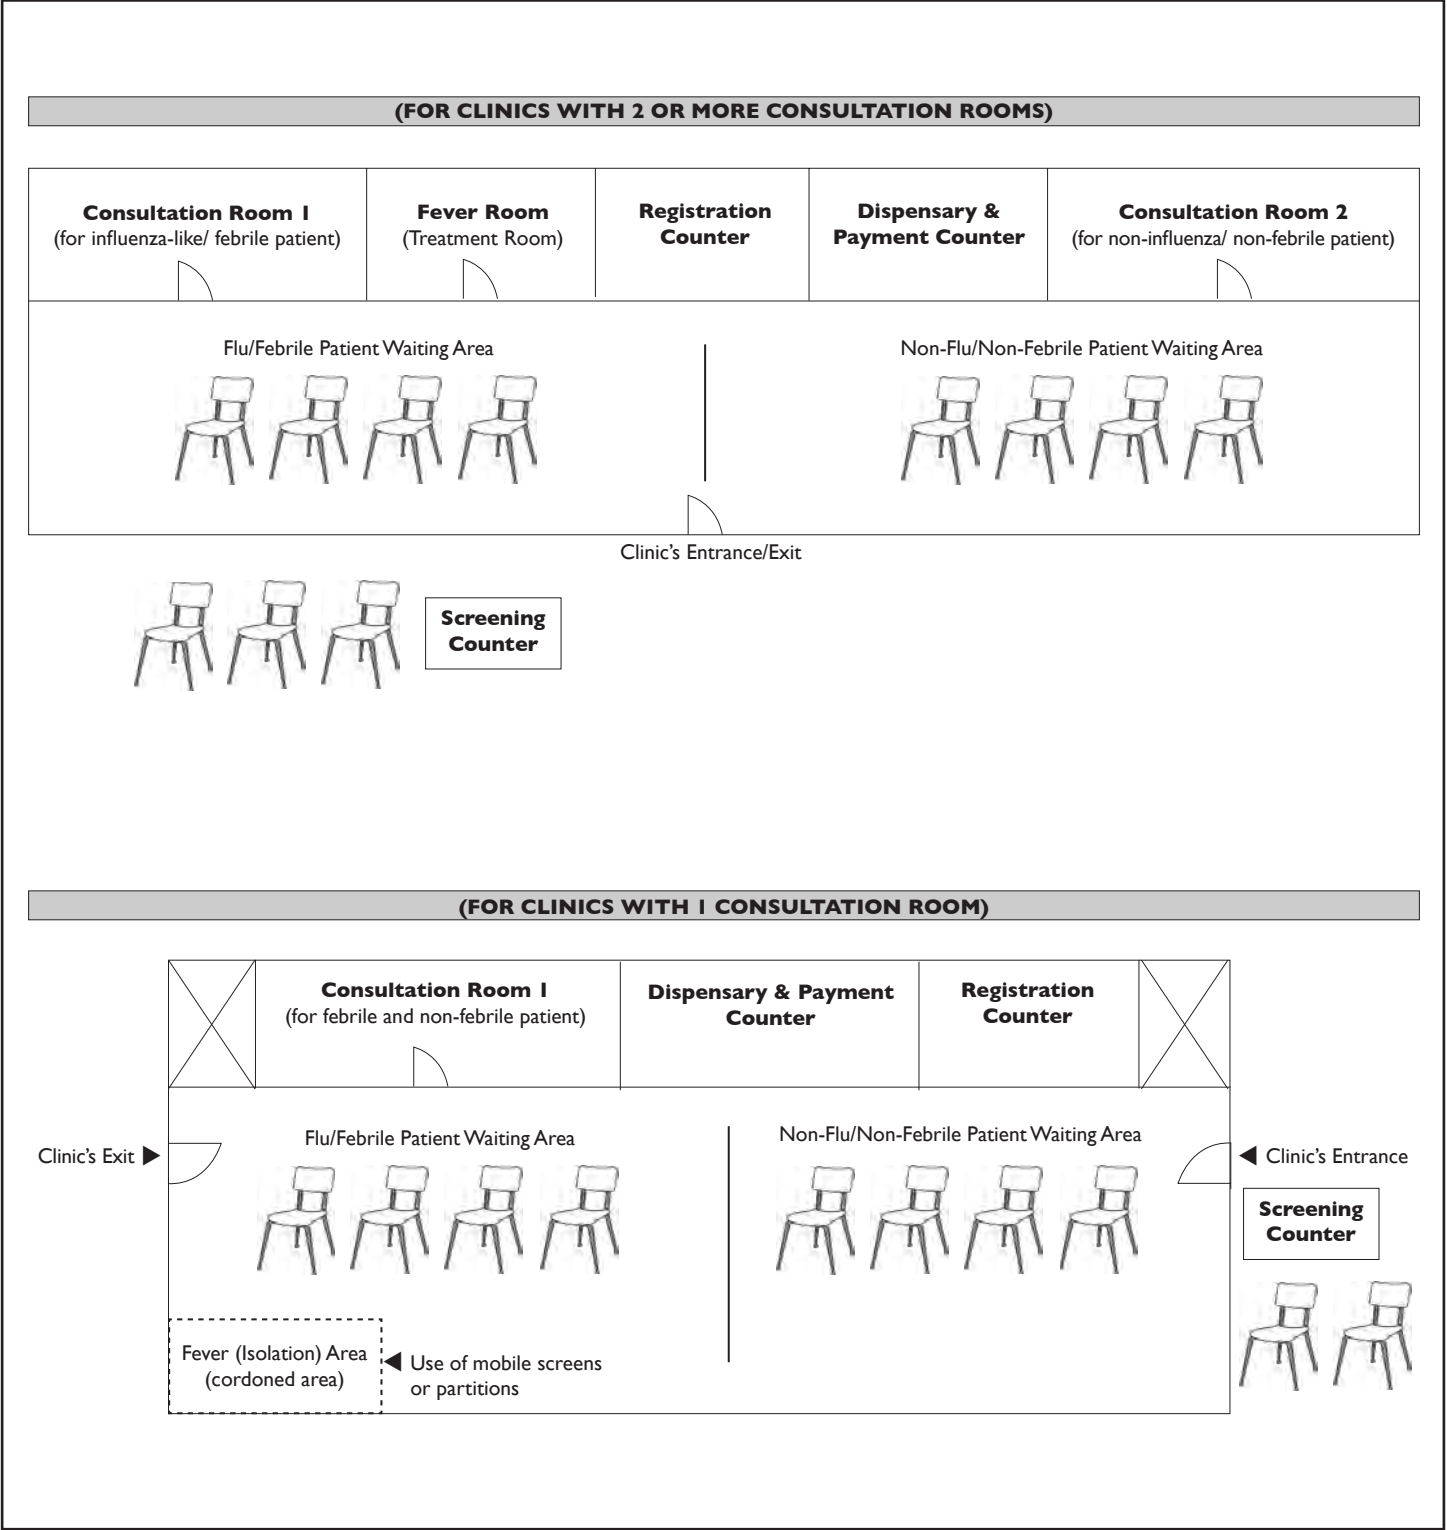 (FOR CLINICS WITH 2 OR MORE CONSULTATION ROOMS)
Consultation Room 1
(for influenza-like/ febrile patient)
Fever Room
(Treatment Room)
Registration
Counter
Dispensary &
Payment Counter
Consultation Room 2
(for non-influenza/ non-febrile patient)
Flu/Febrile Patient Waiting Area
Non-Flu/Non-Febrile Patient Waiting Area
Clinic's Entrance/Exit
Screening
Counter
(FOR CLINICS WITH 1 CONSULTATION ROOM)
Consultation Room 1
(for febrile and non-febrile patient)
Dispensary & Payment
Counter
Registration
Counter
Clinic's Exit
Flu/Febrile Patient Waiting Area
Non-Flu/Non-Febrile Patient Waiting Area
Clinic's Entrance
Screening
Counter
Fever (Isolation) Area
(cordoned area)
Use of mobile screens
or partitions